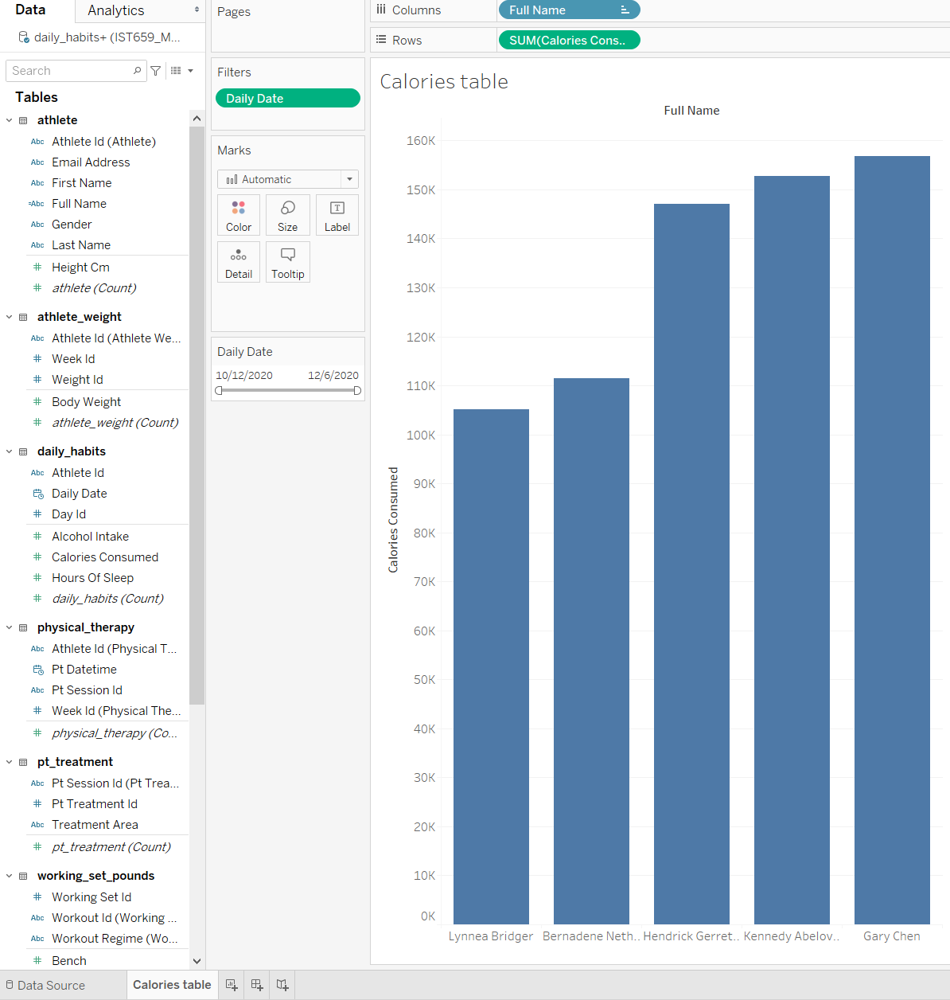 Data
Analytics
daily_habits+ (IST659_M...
Search
Tables
athlete
Abc Athlete Id (Athlete)
Abc Email Address
Abc First Name
=Abc Full Name
Abc Gender
Abc Last Name
# Height Cm
# athlete (Count)
athlete_weight
Abc Athlete Id (Athlete We...
# Week Id
# Weight Id
# Body Weight
# athlete_weight (Count)
daily_habits
Abc Athlete Id
Daily Date
# Day Id
# Alcohol Intake
# Calories Consumed
# Hours Of Sleep
# daily_habits (Count)
physical_therapy
Abc Athlete Id (Physical T...
Pt Datetime
Abc Pt Session Id
# Week Id (Physical The...
# physical_therapy (Co...
pt_treatment
Abc Pt Session Id (Pt Trea...
# Pt Treatment Id
Abc Treatment Area
# pt_treatment (Count)
working_set_pounds
# Working Set Id
Abc Workout Id (Working ...
Abc Workout Regime (Wo...
# Bench
Pages
Filters
Daily Date
Marks
Automatic
Color
Size
T
Label
Detail
Tooltip
Daily Date
10/12/2020 12/6/2020
Columns
Full Name
Rows
SUM(Calories Cons..
Calories table
Full Name
160K
150K
140K
130K
120K
110K
100K
90K
80K
70K
60K
50K
40K
30K
20K
10K
0K
Calories Consumed
Lynnea Bridger
Bernadene Neth..
Hendrick Gerret..
Kennedy Abelov..
Gary Chen
Data Source
Calories table